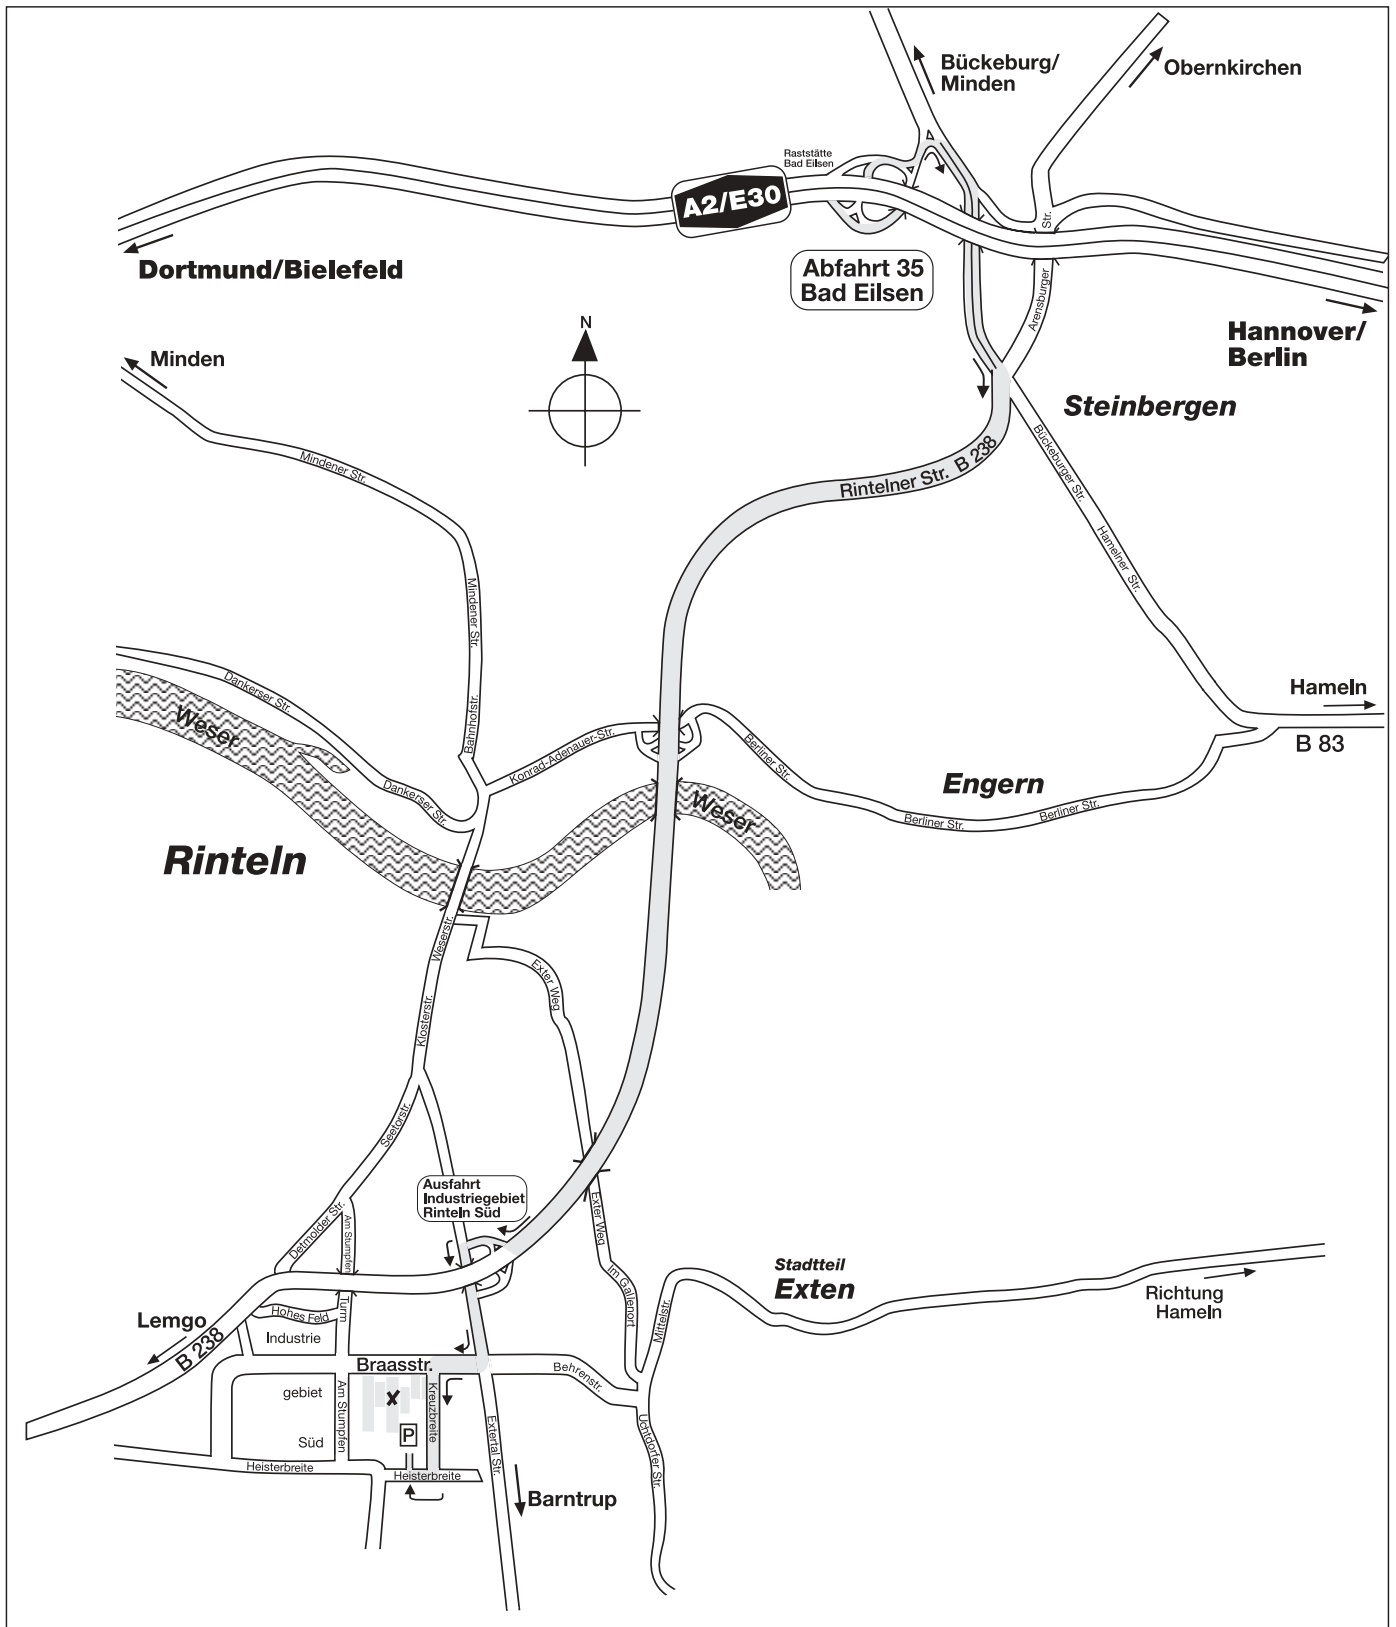 Bückeburg/
Minden
Obernkirchen
Raststätte
Bad Eilsen
A2/E30
Str.
Dortmund/Bielefeld
Abfahrt 35
Bad Eilsen
Arensburger
Hannover/
Berlin
N
Minden
Steinbergen
Mindener Str.
Bückeburger Str.
Rintelner Str. B 238
Hamelner Str.
Mindener Str.
Dankerser Str.
Weser
Bahnhofstr.
Hameln
B 83
Konrad-Adenauer-Str.
Berliner Str.
Engern
Dankerser Str.
Weser
Berliner Str.
Berliner Str.
Rinteln
Weserstr.
Exter Weg
Klosterstr.
Seetorstr.
Ausfahrt
Industriegebiet
Rinteln Süd
Exter Weg
Detmolder Str.
Am Stumpfen
Stadtteil
Exten
Im Gallenort
Mittelstr.
Richtung
Hameln
Hohes Feld
Turm
Lemgo
B 238
Industrie
Braasstr.
Behrenstr.
gebiet
Am Stumpfen
x
Kreuzbreite
P
Süd
Extertal Str.
Uchtdorfer Str.
Heisterbreite
Heisterbreite
Barntrup